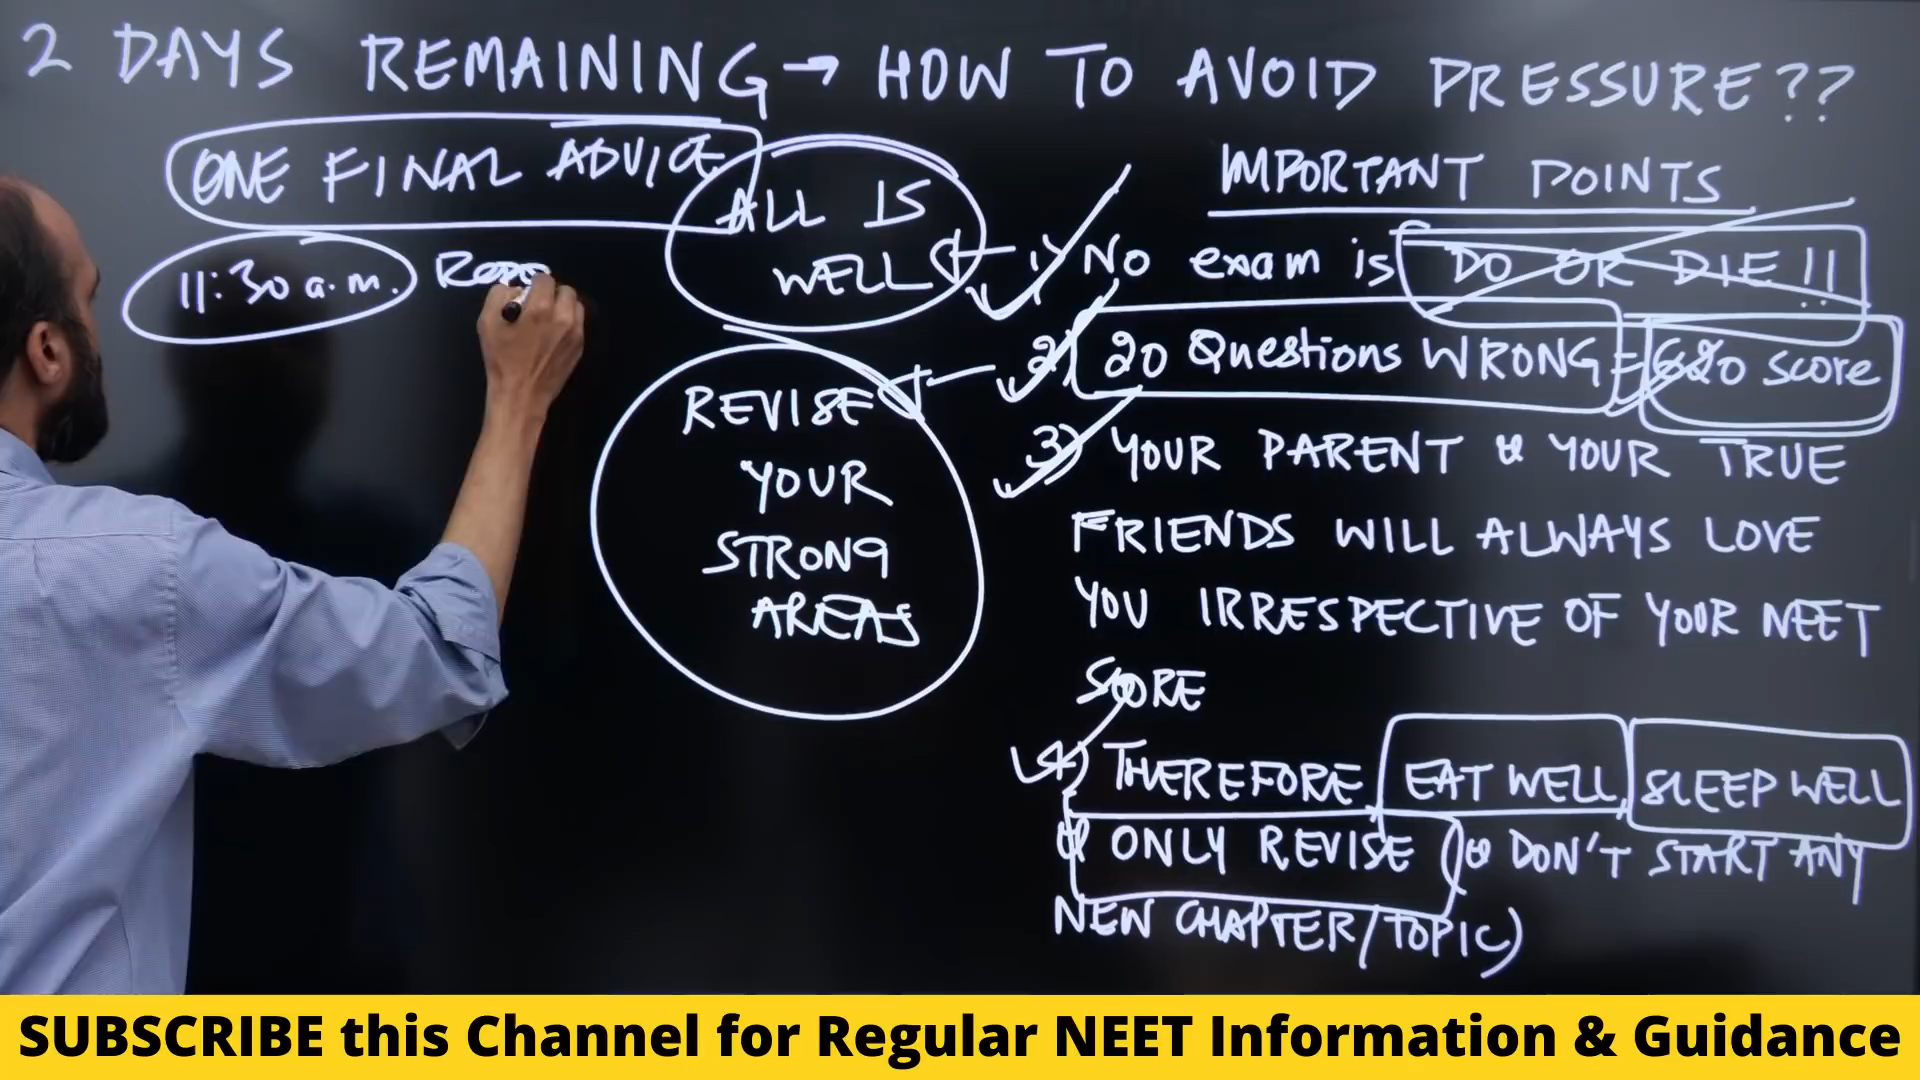 2 DAYS REMAINING → HOW TO AVOID PRESSURE??
ONE FINAL ADVICE
11:30 a.m.
ALL IS
WELL
REVISE
YOUR
STRONG
AREAS
IMPORTANT POINTS
1) No exam is DO OR DIE !!
2) 20 Questions WRONG = 620 score
3) YOUR PARENT & YOUR TRUE
FRIENDS WILL ALWAYS LOVE
YOU IRRESPECTIVE OF YOUR NEET
SCORE
4) THEREFORE EAT WELL, SLEEP WELL
& ONLY REVISE (& DON'T START ANY
NEW CHAPTER/TOPIC)
SUBSCRIBE this Channel for Regular NEET Information & Guidance